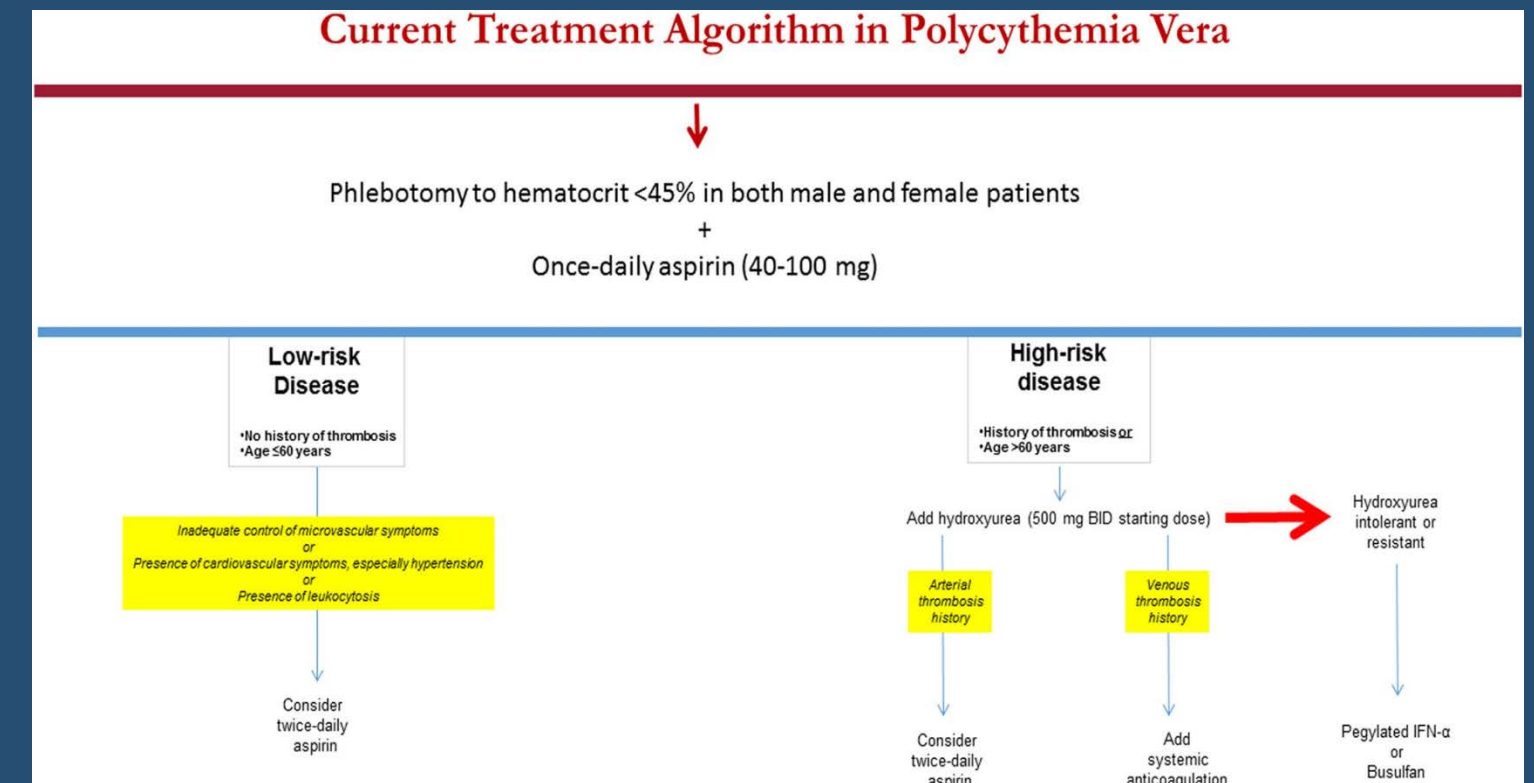 Current Treatment Algorithm in Polycythemia Vera
Phlebotomy to hematocrit <45% in both male and female patients
+
Once-daily aspirin (40-100 mg)
Low-risk
Disease
•No history of thrombosis
•Age ≤60 years
Inadequate control of microvascular symptoms
or
Presence of cardiovascular symptoms, especially hypertension
or
Presence of leukocytosis
Consider
twice-daily
aspirin
High-risk
disease
•History of thrombosis or
•Age >60 years
Add hydroxyurea (500 mg BID starting dose)
Arterial
thrombosis
history
Consider
twice-daily
aspirin
Venous
thrombosis
history
Add
systemic
anticoagulation
Hydroxyurea
intolerant or
resistant
Pegylated IFN-α
or
Busulfan